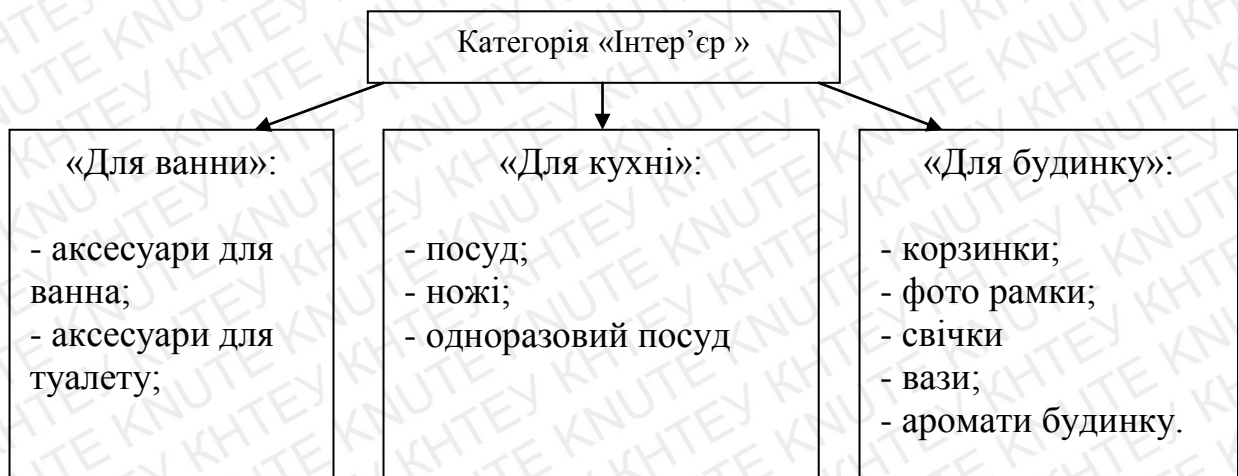 Категорія «Інтер’єр »
«Для ванни»:
- аксесуари для
ванна;
- аксесуари для
туалету;
«Для кухні»:
- посуд;
- ножі;
- одноразовий посуд
«Для будинку»:
- корзинки;
- фото рамки;
- свічки
- вази;
- аромати будинку.